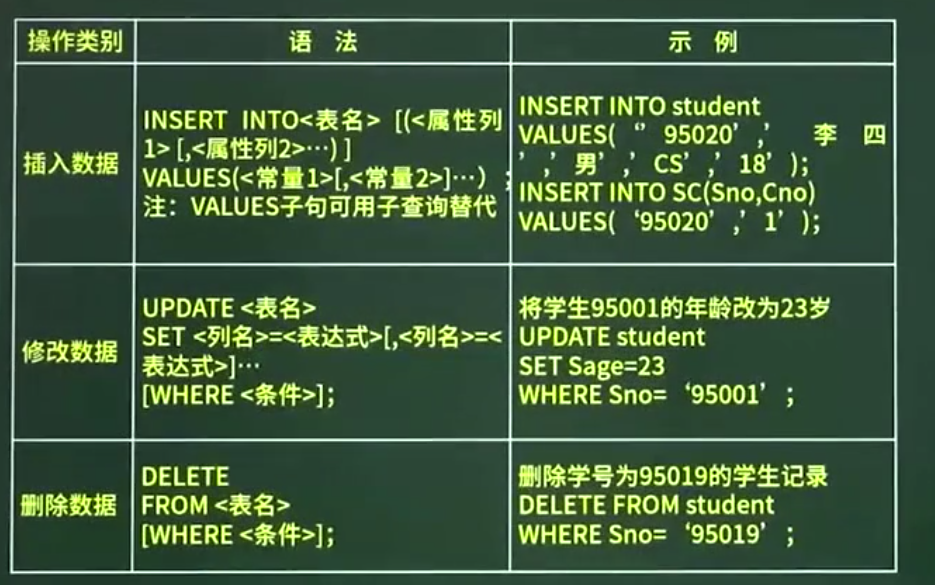 操作类别
语 法
示 例
插入数据
INSERT INTO<表名> [(<属性列
1> [,<属性列2>…) ]
VALUES(<常量1>[,<常量2>]…）;
注：VALUES子句可用子查询替代
INSERT INTO student
VALUES( ‘’ 95020’ ,’ 李 四
’ ,’ 男’ ,’ CS’ ,’ 18’ );
INSERT INTO SC(Sno,Cno)
VALUES( ‘95020’ ,’ 1’ );
修改数据
UPDATE <表名>
SET <列名>=<表达式>[,<列名>=<
表达式>]…
[WHERE <条件>];
将学生95001的年龄改为23岁
UPDATE student
SET Sage=23
WHERE Sno= ‘95001’ ;
删除数据
DELETE
FROM <表名>
[WHERE <条件>];
删除学号为95019的学生记录
DELETE FROM student
WHERE Sno= ‘95019’ ;